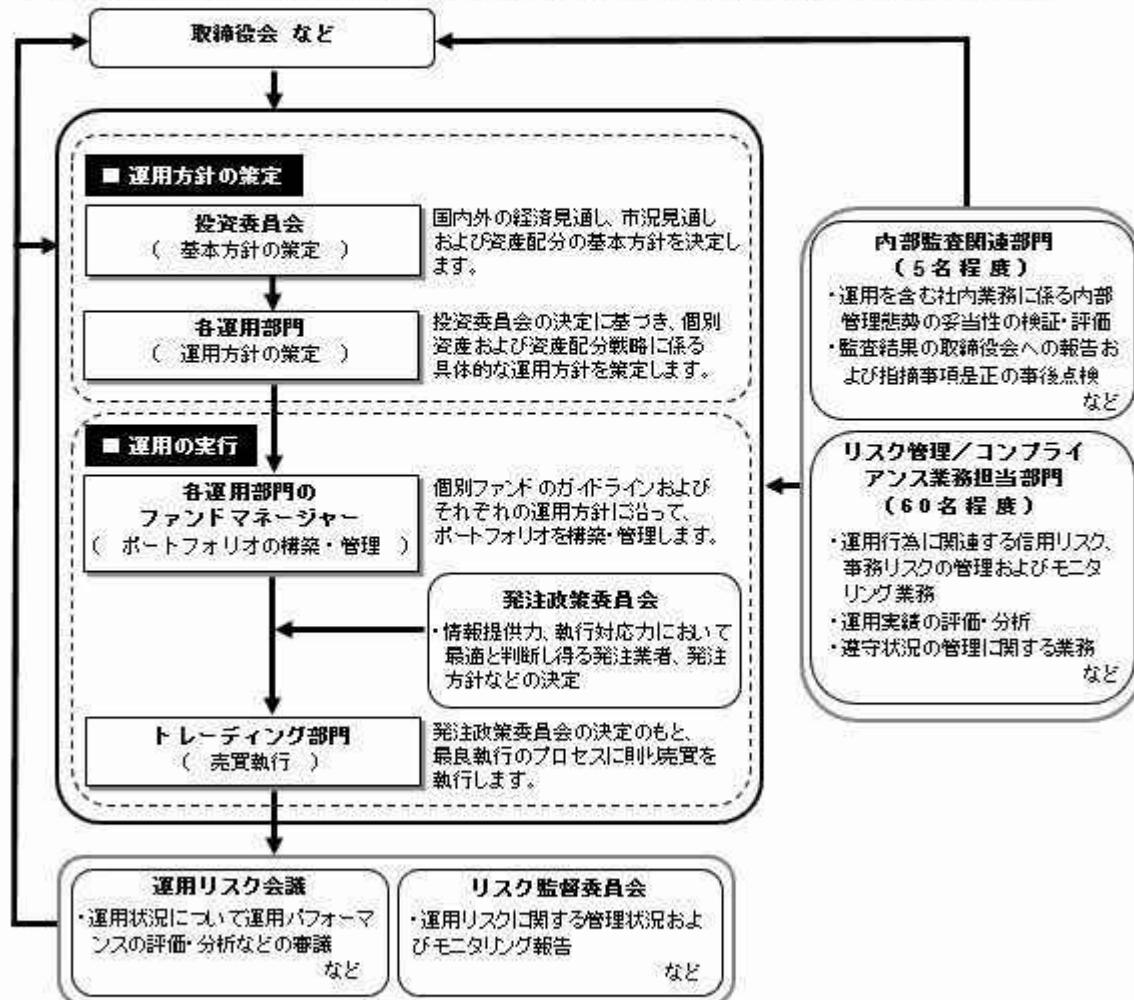 取締役会 など
■ 運用方針の策定
投資委員会
( 基本方針の策定 )
国内外の経済見通し、市況見通し
および資産配分の基本方針を決定し
ます。
各運用部門
( 運用方針の策定 )
投資委員会の決定に基づき、個別
資産および資産配分戦略に係る
具体的な運用方針を策定します。
■ 運用の実行
各運用部門の
ファンドマネージャー
( ポートフォリオの構築・管理 )
個別ファンドのガイドラインおよび
それぞれの運用方針に沿って、
ポートフォリオを構築・管理します。
発注政策委員会
・情報提供力、執行対応力において
最適と判断し得る発注業者、発注
方針などの決定
トレーディング部門
( 売買執行 )
発注政策委員会の決定のもと、
最良執行のプロセスに則り売買を
執行します。
内部監査関連部門
(5名程度)
・運用を含む社内業務に係る内部
管理態勢の妥当性の検証・評価
・監査結果の取締役会への報告お
よび指摘事項是正の事後点検
など
リスク管理/コンプライ
アンス業務担当部門
(60名程度)
・運用行為に関連する信用リスク、
事務リスクの管理およびモニタ
リング業務
・運用実績の評価・分析
・遵守状況の管理に関する業務
など
運用リスク会議
・運用状況について運用パフォーマ
ンスの評価・分析などの審議
など
リスク監督委員会
・運用リスクに関する管理状況およ
びモニタリング報告
など